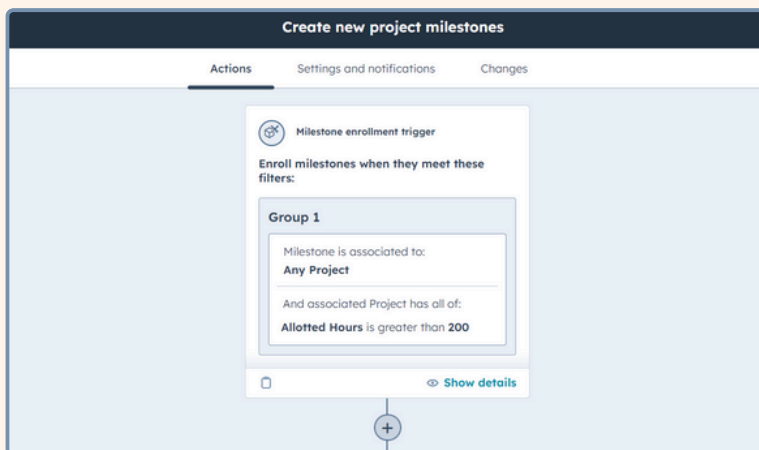 Create new project milestones
Actions
Settings and notifications
Changes
Milestone enrollment trigger
Enroll milestones when they meet these
filters:
Group 1
Milestone is associated to:
Any Project
And associated Project has all of:
Allotted Hours is greater than 200
Show details